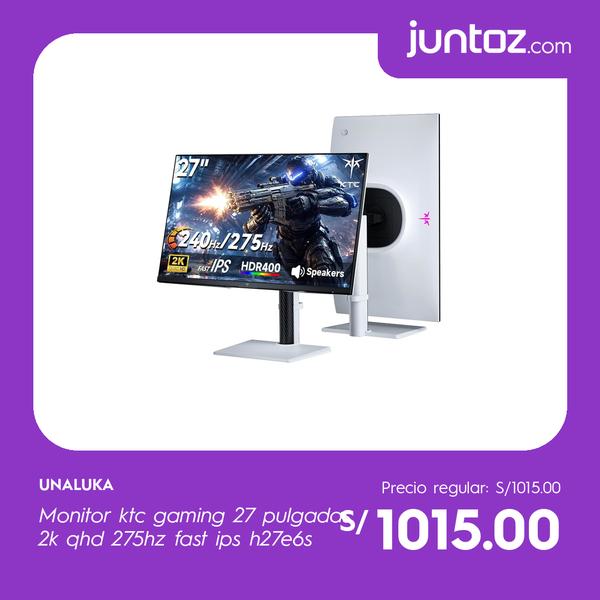 juntoz.com
27"
KTC
240Hz/275Hz
2K
FAST IPS
HDR400
Speakers
UNALUKA
Monitor ktc gaming 27 pulgadas
2k qhd 275hz fast ips h27e6s
Precio regular: S/1015.00
S/ 1015.00